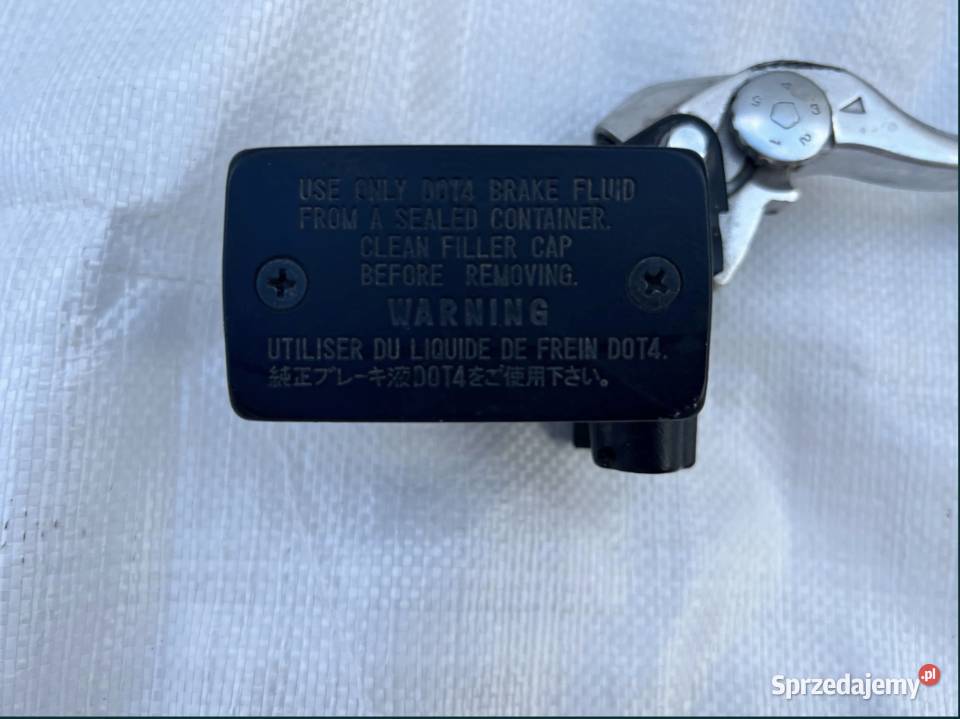 USE ONLY DOT4 BRAKE FLUID
FROM A SEALED CONTAINER.
CLEAN FILLER CAP
BEFORE REMOVING.
WARNING
UTILISER DU LIQUIDE DE FREIN DOT4.
純正ブレーキ液DOT4をご使用下さい。
1 2 3 4 5
Sprzedajemy.pl